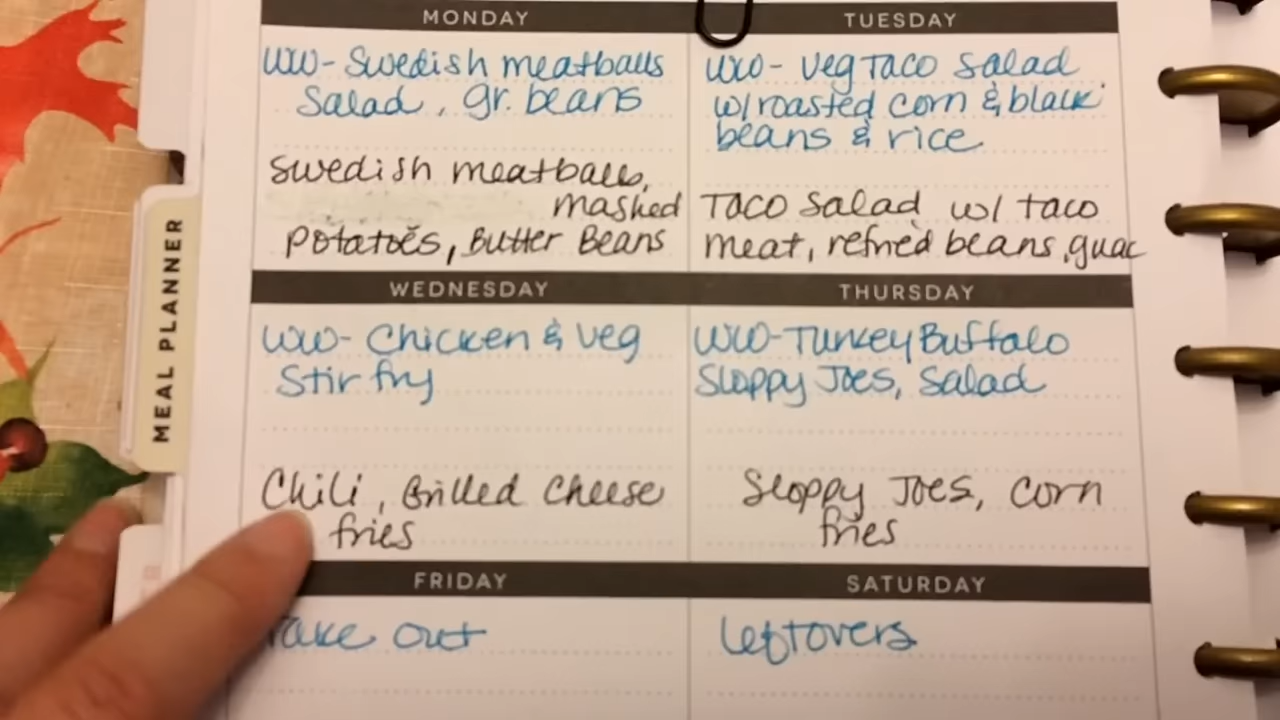 MEAL PLANNER
MONDAY
WW- Swedish meatballs
Salad, gr. beans
Swedish meatballs,
mashed
potatoes, Butter Beans
TUESDAY
WW- Veg Taco Salad
w/roasted corn & black
beans & rice
Taco Salad w/ taco
meat, refried beans, guac
WEDNESDAY
WW- Chicken & Veg
Stir fry
Chili, Grilled Cheese
fries
THURSDAY
WW-Turkey Buffalo
Sloppy Joes, Salad
Sloppy Joes, Corn
fries
FRIDAY
Take out
SATURDAY
Leftovers